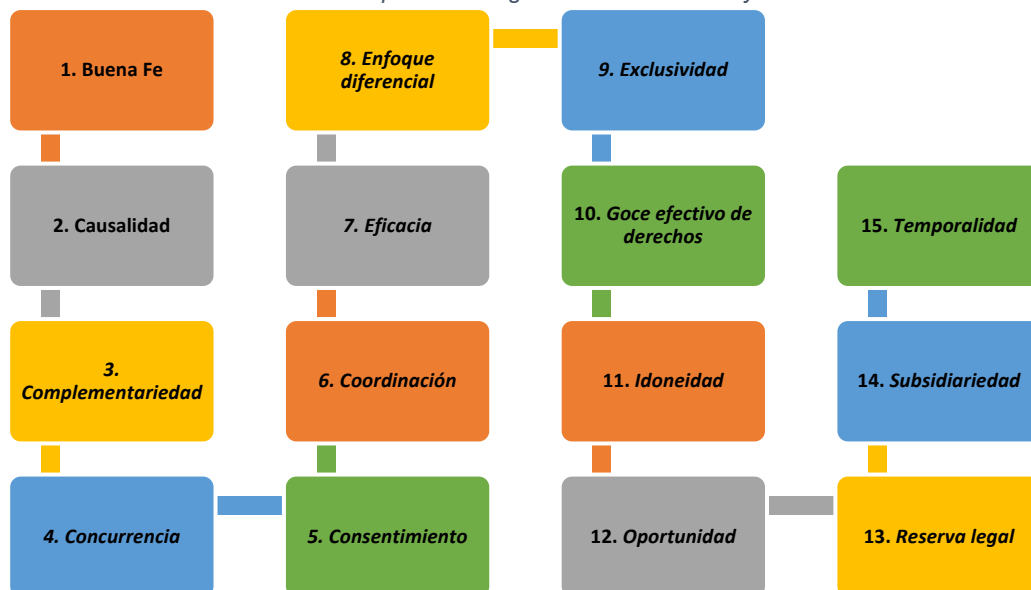 1. Buena Fe
2. Causalidad
3.
Complementariedad
4. Concurrencia
5. Consentimiento
6. Coordinación
7. Eficacia
8. Enfoque
diferencial
9. Exclusividad
10. Goce efectivo de
derechos
11. Idoneidad
12. Oportunidad
13. Reserva legal
14. Subsidiariedad
15. Temporalidad